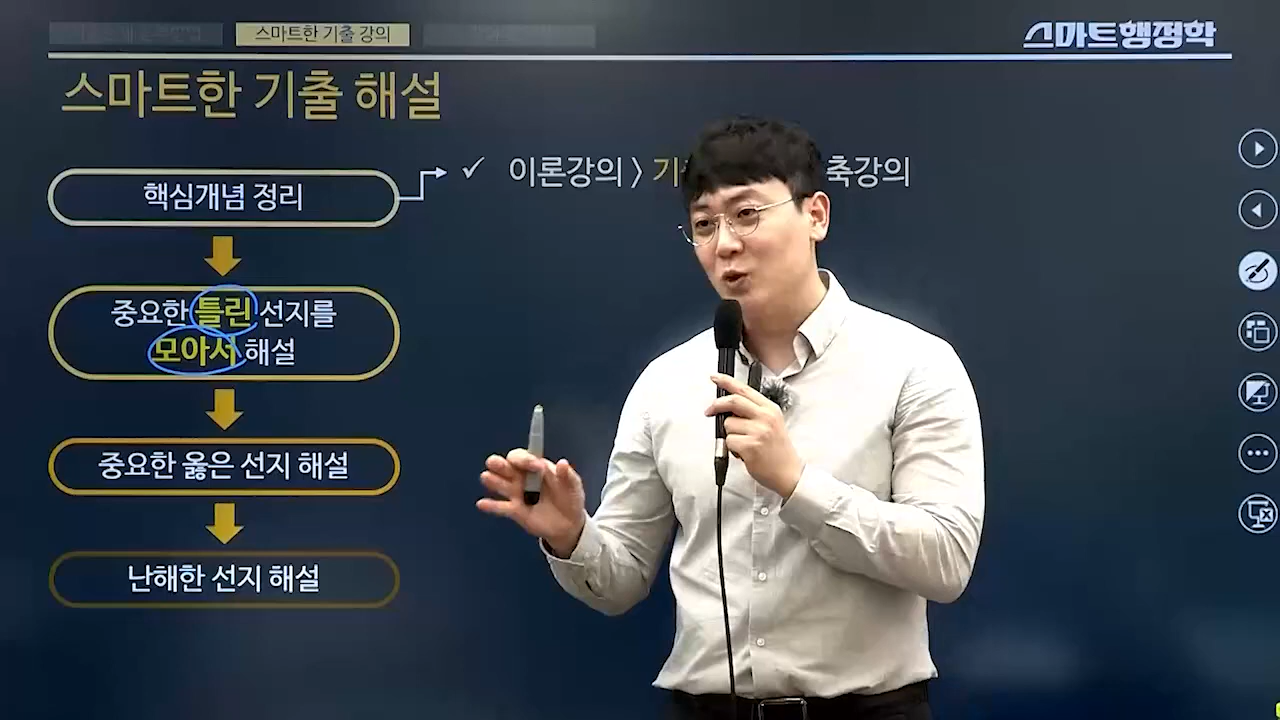 스마트한 기출 강의
스마트행정학
스마트한 기출 해설
핵심개념 정리
✓ 이론강의 〉 기 축강의
중요한 틀린 선지를
모아서 해설
중요한 옳은 선지 해설
난해한 선지 해설